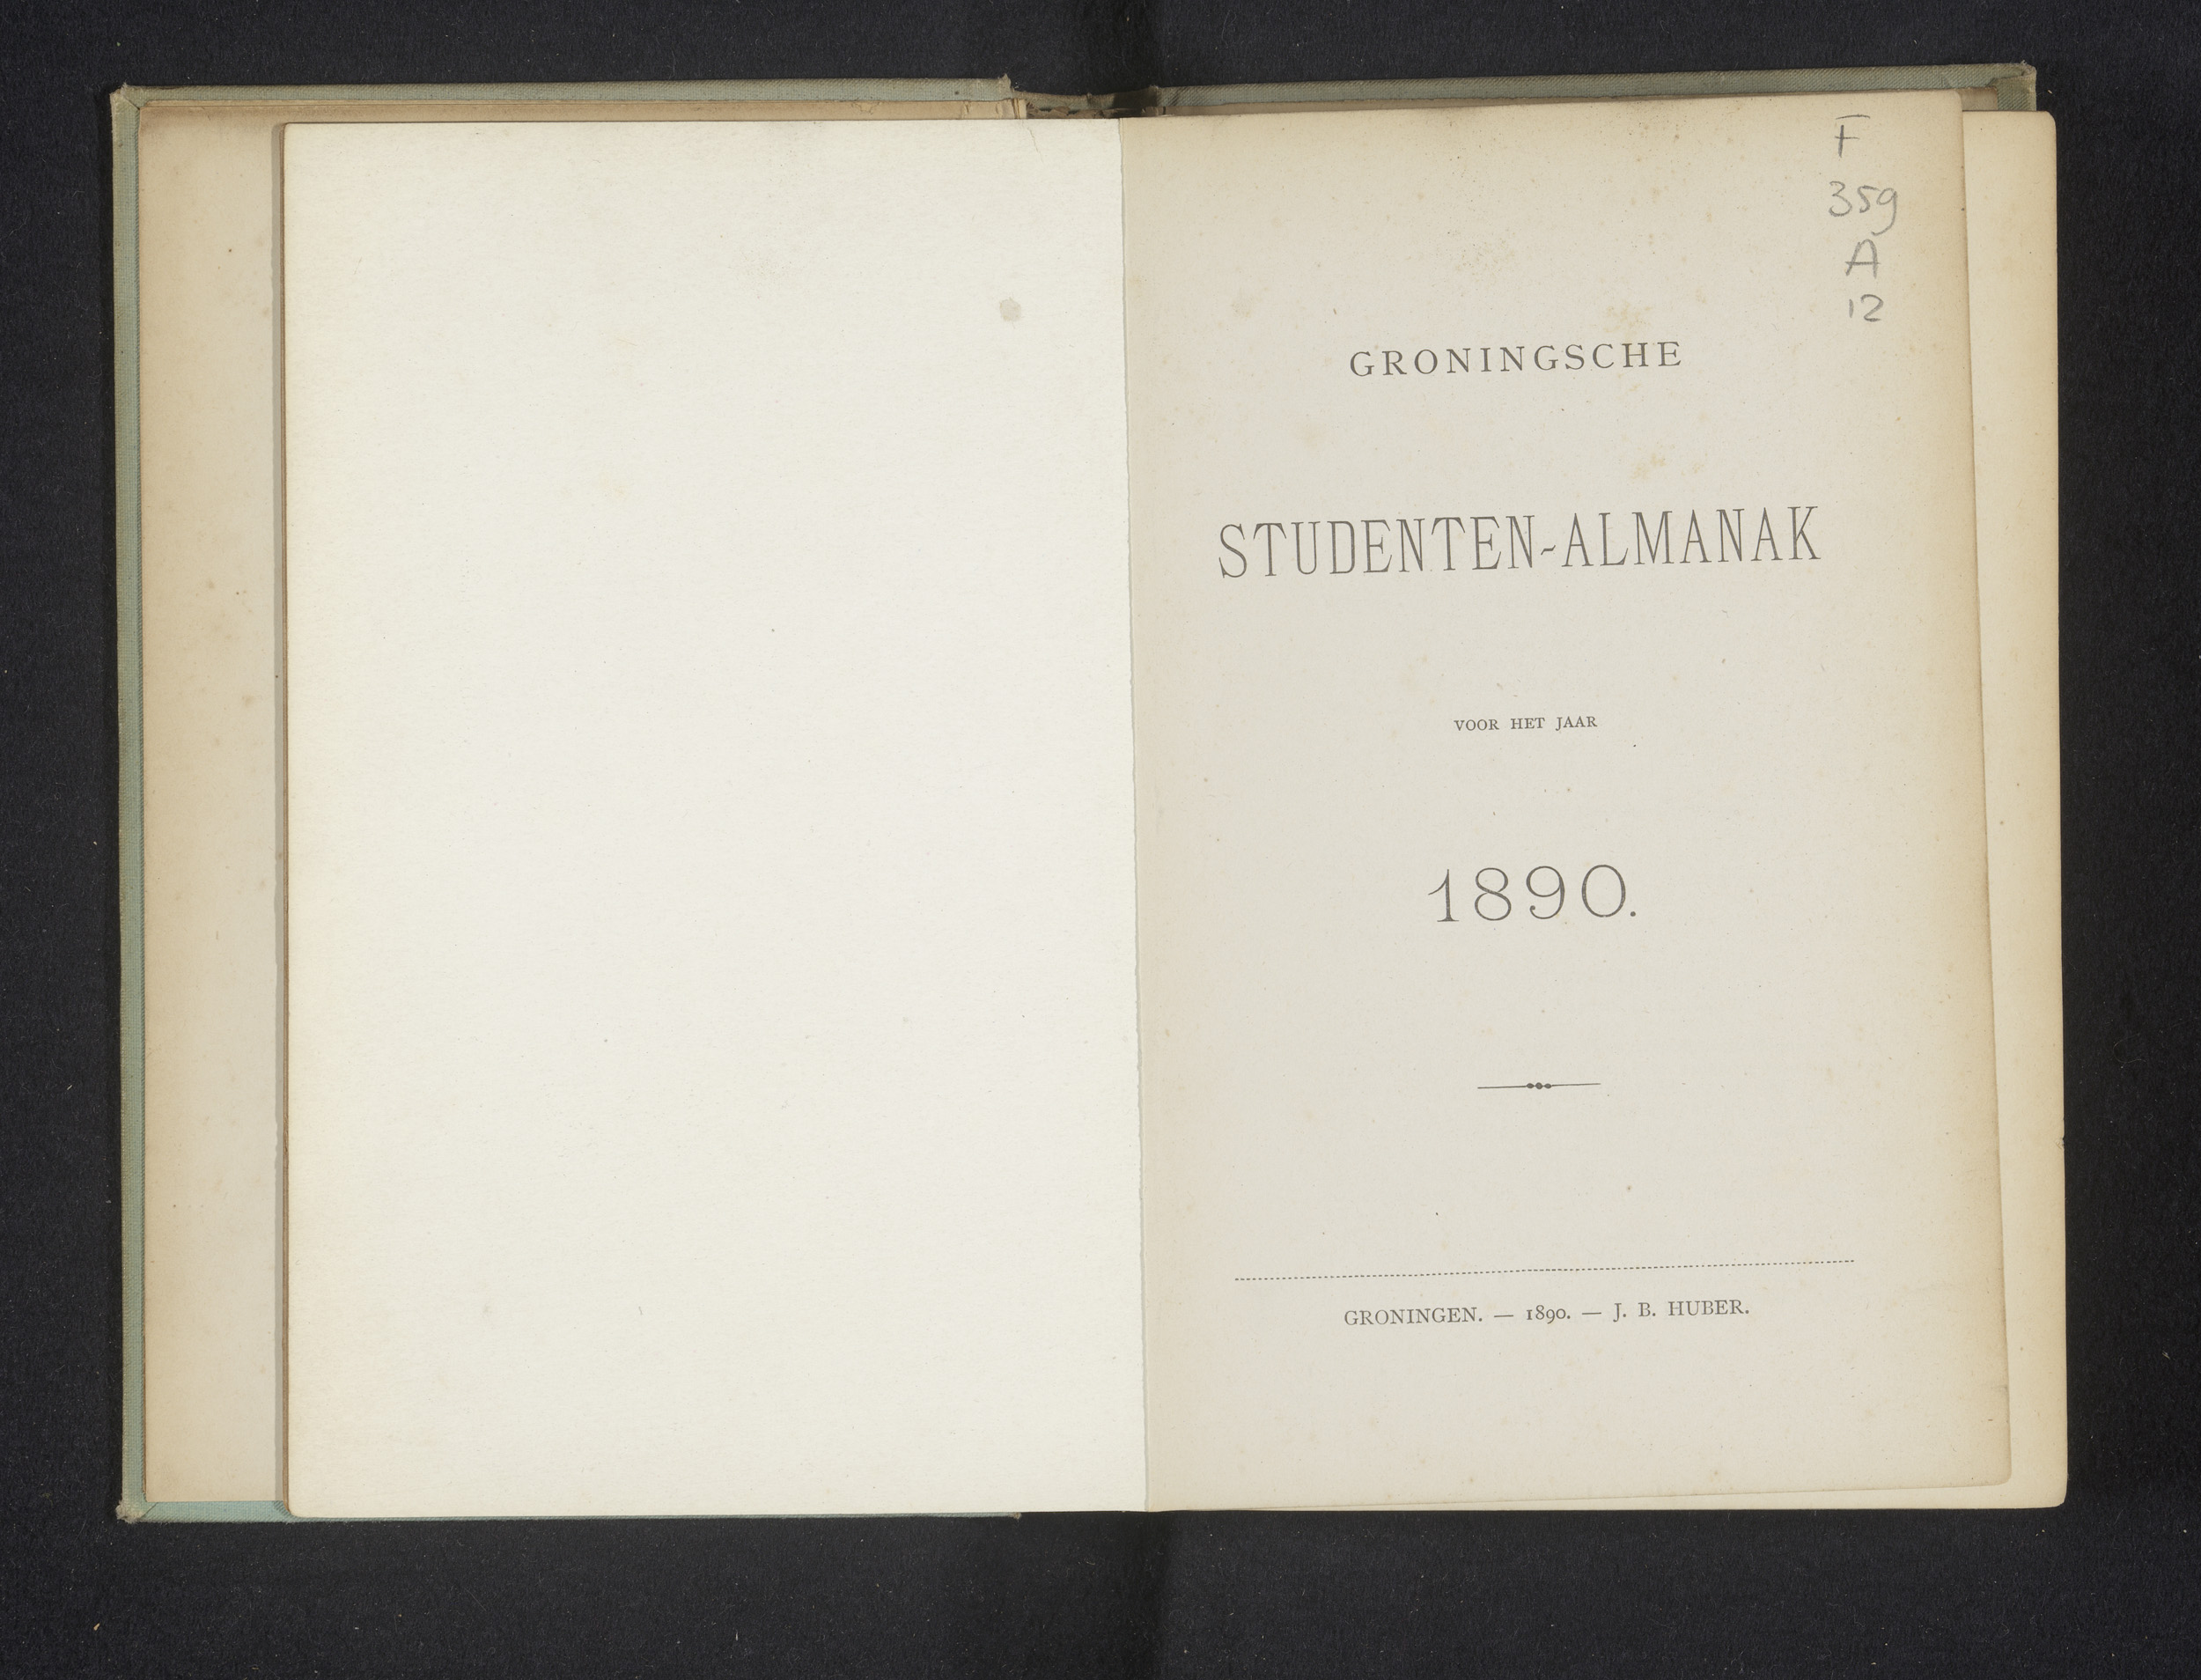 F
359
A
12
GRONINGSCHE
STUDENTEN-ALMANAK
VOOR HET JAAR
1890.
GRONINGEN. — 1890. — J. B. HUBER.